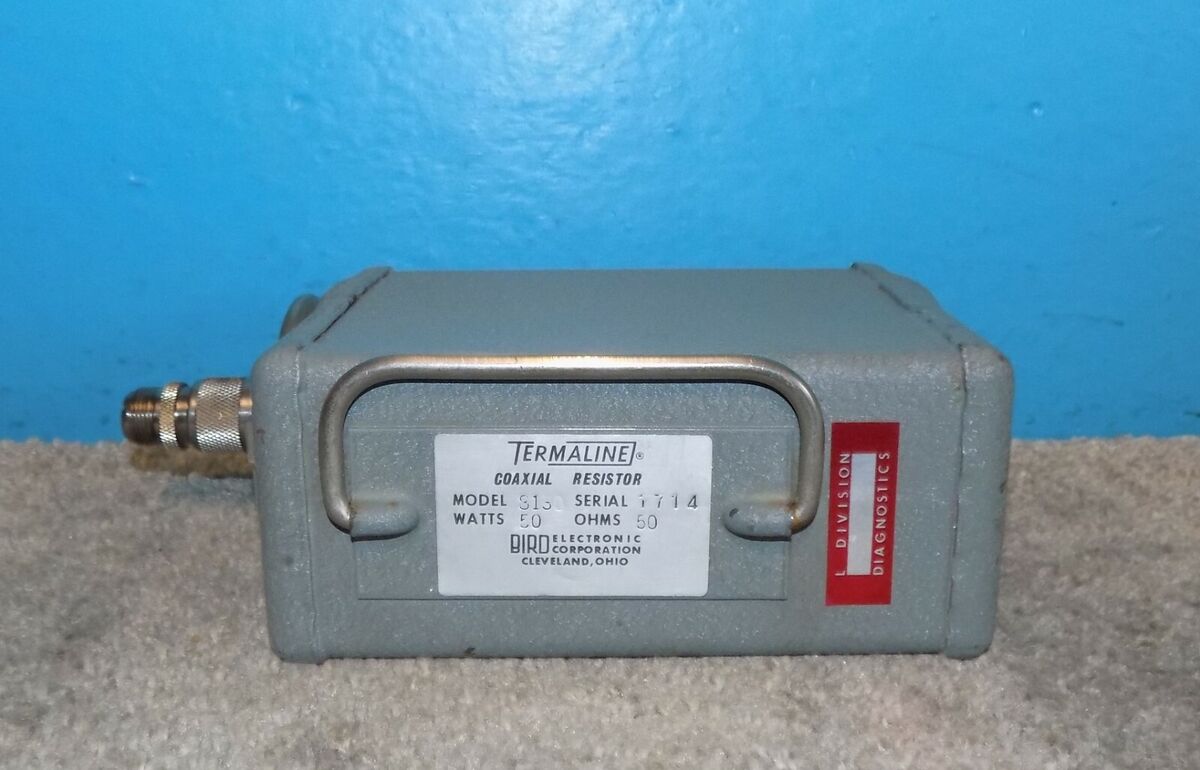 TERMALINE®
COAXIAL RESISTOR
MODEL SERIAL 1714
WATTS 50 OHMS 50
BIRD ELECTRONIC
CORPORATION
CLEVELAND, OHIO
L DIVISION
DIAGNOSTICS